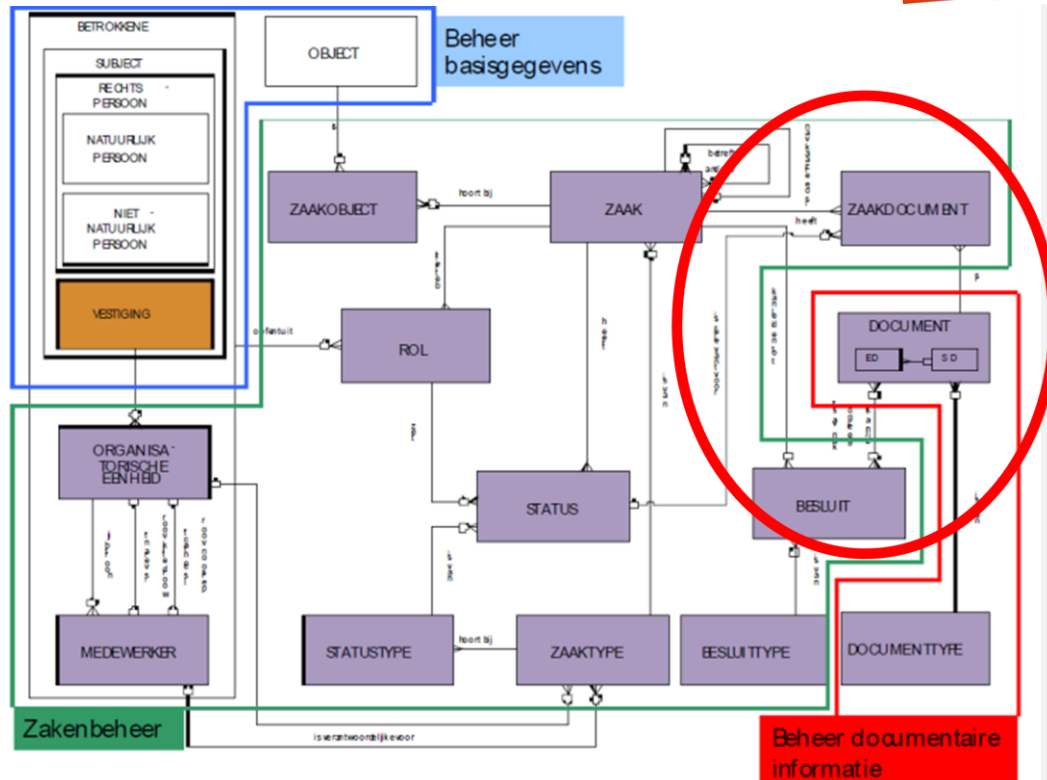 BETROKKENE
SUBJECT
RECHTS -
PERSOON
NATUURLIJK
PERSOON
NIET -
NATUURLIJK
PERSOON
VESTIGING
OBJECT
Beheer
basisgegevens
ZAAKOBJECT
hoort bij
ZAAK
betreft
heeft
ZAAKDOCUMENT
DOCUMENT
ED
SD
ROL
ORGANISA -
TORISCHE
EENHEID
STATUS
BESLUIT
MEDEWERKER
STATUSTYPE
hoort bij
ZAAKTYPE
BESLUITTYPE
DOCUMENTTYPE
Zakenbeheer
is verantwoordelijk voor
Beheer documentaire
informatie